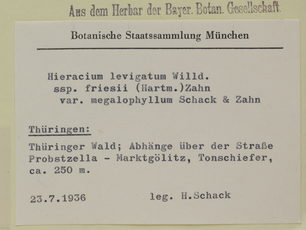 Aus dem Herbar der Bayer. Botan. Gesellschaft.
Botanische Staatssammlung München
Hieracium levigatum Willd.
ssp. friesii (Hartm.)Zahn
var. megalophyllum Schack & Zahn
Thüringen:
Thüringer Wald; Abhänge über der Straße
Probstzella - Marktgölitz, Tonschiefer,
ca. 250 m.
23.7.1936 leg. H.Schack